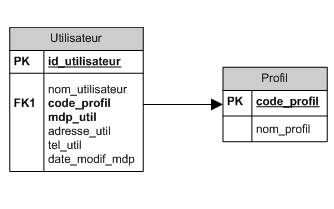 Utilisateur
PK id_utilisateur
nom_utilisateur
FK1 code_profil
mdp_util
adresse_util
tel_util
date_modif_mdp
Profil
PK code_profil
nom_profil